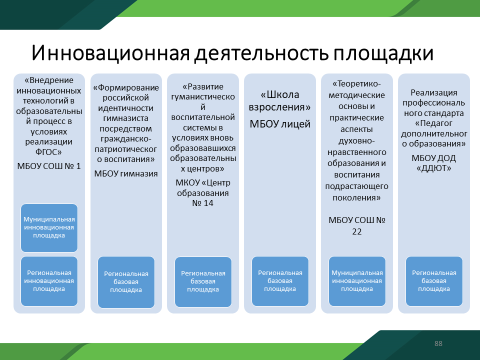 Инновационная деятельность площадки
«Внедрение
инновационных
технологий в
образовательны
й процесс в
условиях
реализации
ФГОС»
МБОУ СОШ № 1
Муниципальная
инновационная
площадка
Региональная
инновационная
площадка
«Формирование
российской
идентичности
гимназиста
посредством
гражданско-
патриотическог
о воспитания»
МБОУ гимназия
Региональная
базовая
площадка
«Развитие
гуманистическо
й
воспитательной
системы в
условиях вновь
образовавшихся
образовательны
х центров»
МКОУ «Центр
образования
№ 14
Региональная
базовая
площадка
«Школа
взросления»
МБОУ лицей
Региональная
базовая
площадка
«Теоретико-
методические
основы и
практические
аспекты
духовно-
нравственного
образования и
воспитания
подрастающего
поколения»
МБОУ СОШ №
22
Муниципальная
инновационная
площадка
Реализация
профессиональ
ного стандарта
«Педагог
дополнительног
о образования»
МБОУ ДОД
«ДДЮТ»
Региональная
базовая
площадка
88